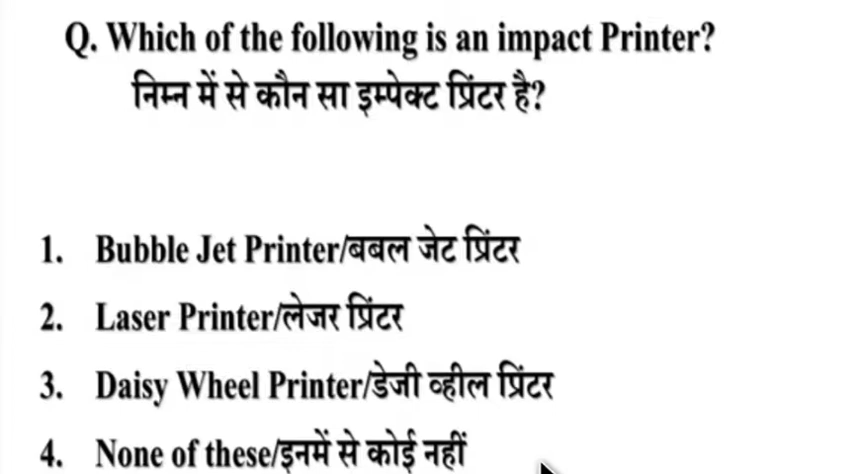 Q. Which of the following is an impact Printer?
निम्न में से कौन सा इम्पेक्ट प्रिंटर है?
1. Bubble Jet Printer/बबल जेट प्रिंटर
2. Laser Printer/लेजर प्रिंटर
3. Daisy Wheel Printer/डेजी व्हील प्रिंटर
4. None of these/इनमें से कोई नहीं